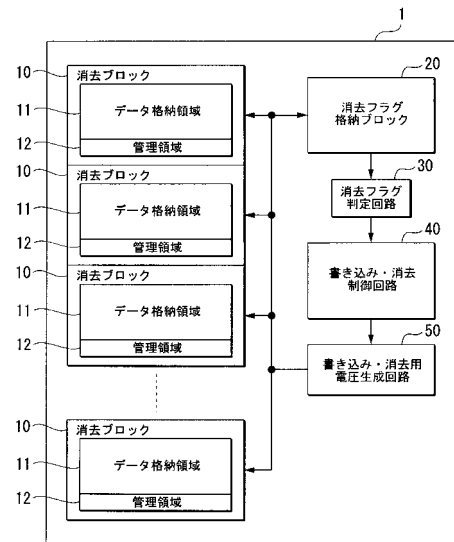 1
10
消去ブロック
11
データ格納領域
12
管理領域
10
消去ブロック
11
データ格納領域
12
管理領域
10
消去ブロック
11
データ格納領域
12
管理領域
10
消去ブロック
11
データ格納領域
12
管理領域
20
消去フラグ
格納ブロック
30
消去フラグ
判定回路
40
書き込み・消去
制御回路
50
書き込み・消去用
電圧生成回路